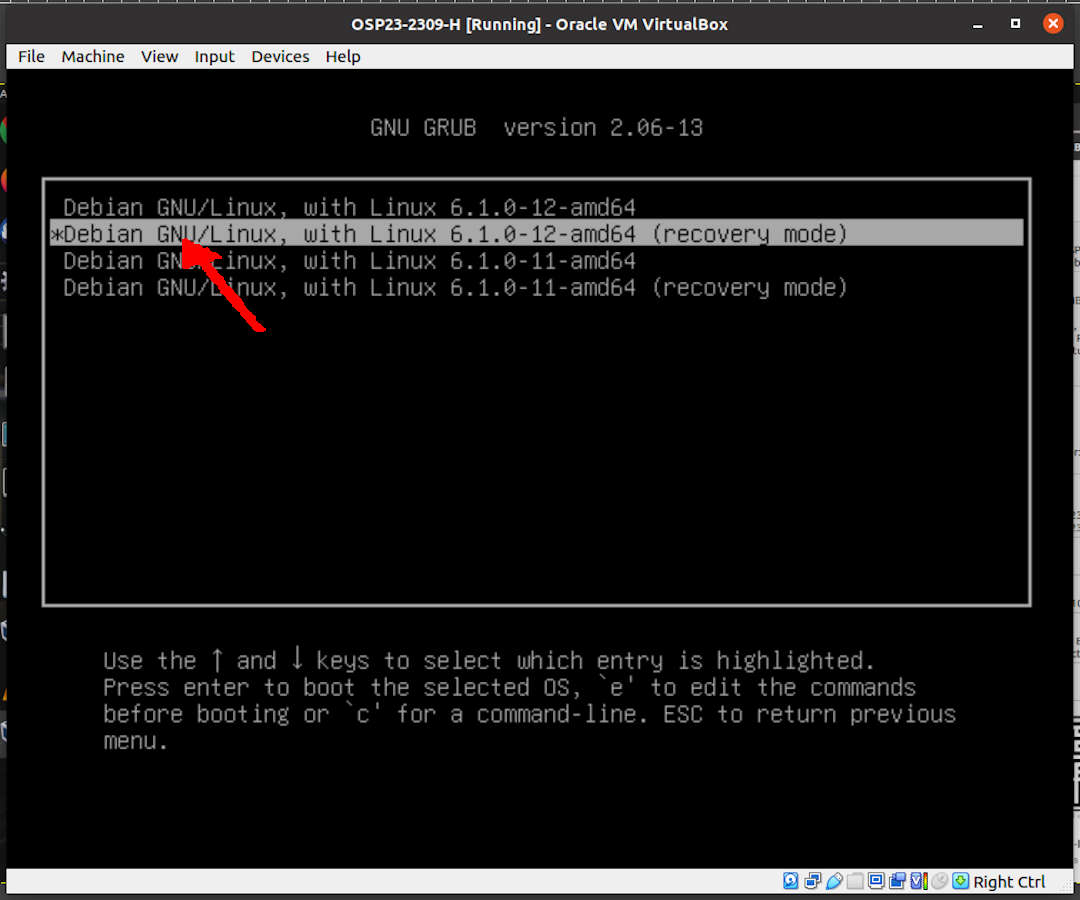 OSP23-2309-H [Running] - Oracle VM VirtualBox
File Machine View Input Devices Help
GNU GRUB version 2.06-13
Debian GNU/Linux, with Linux 6.1.0-12-amd64
*Debian GNU/Linux, with Linux 6.1.0-12-amd64 (recovery mode)
Debian GNU/Linux, with Linux 6.1.0-11-amd64
Debian GNU/Linux, with Linux 6.1.0-11-amd64 (recovery mode)
Use the ↑ and ↓ keys to select which entry is highlighted.
Press enter to boot the selected OS, `e' to edit the commands
before booting or `c' for a command-line. ESC to return previous
menu.
Right Ctrl